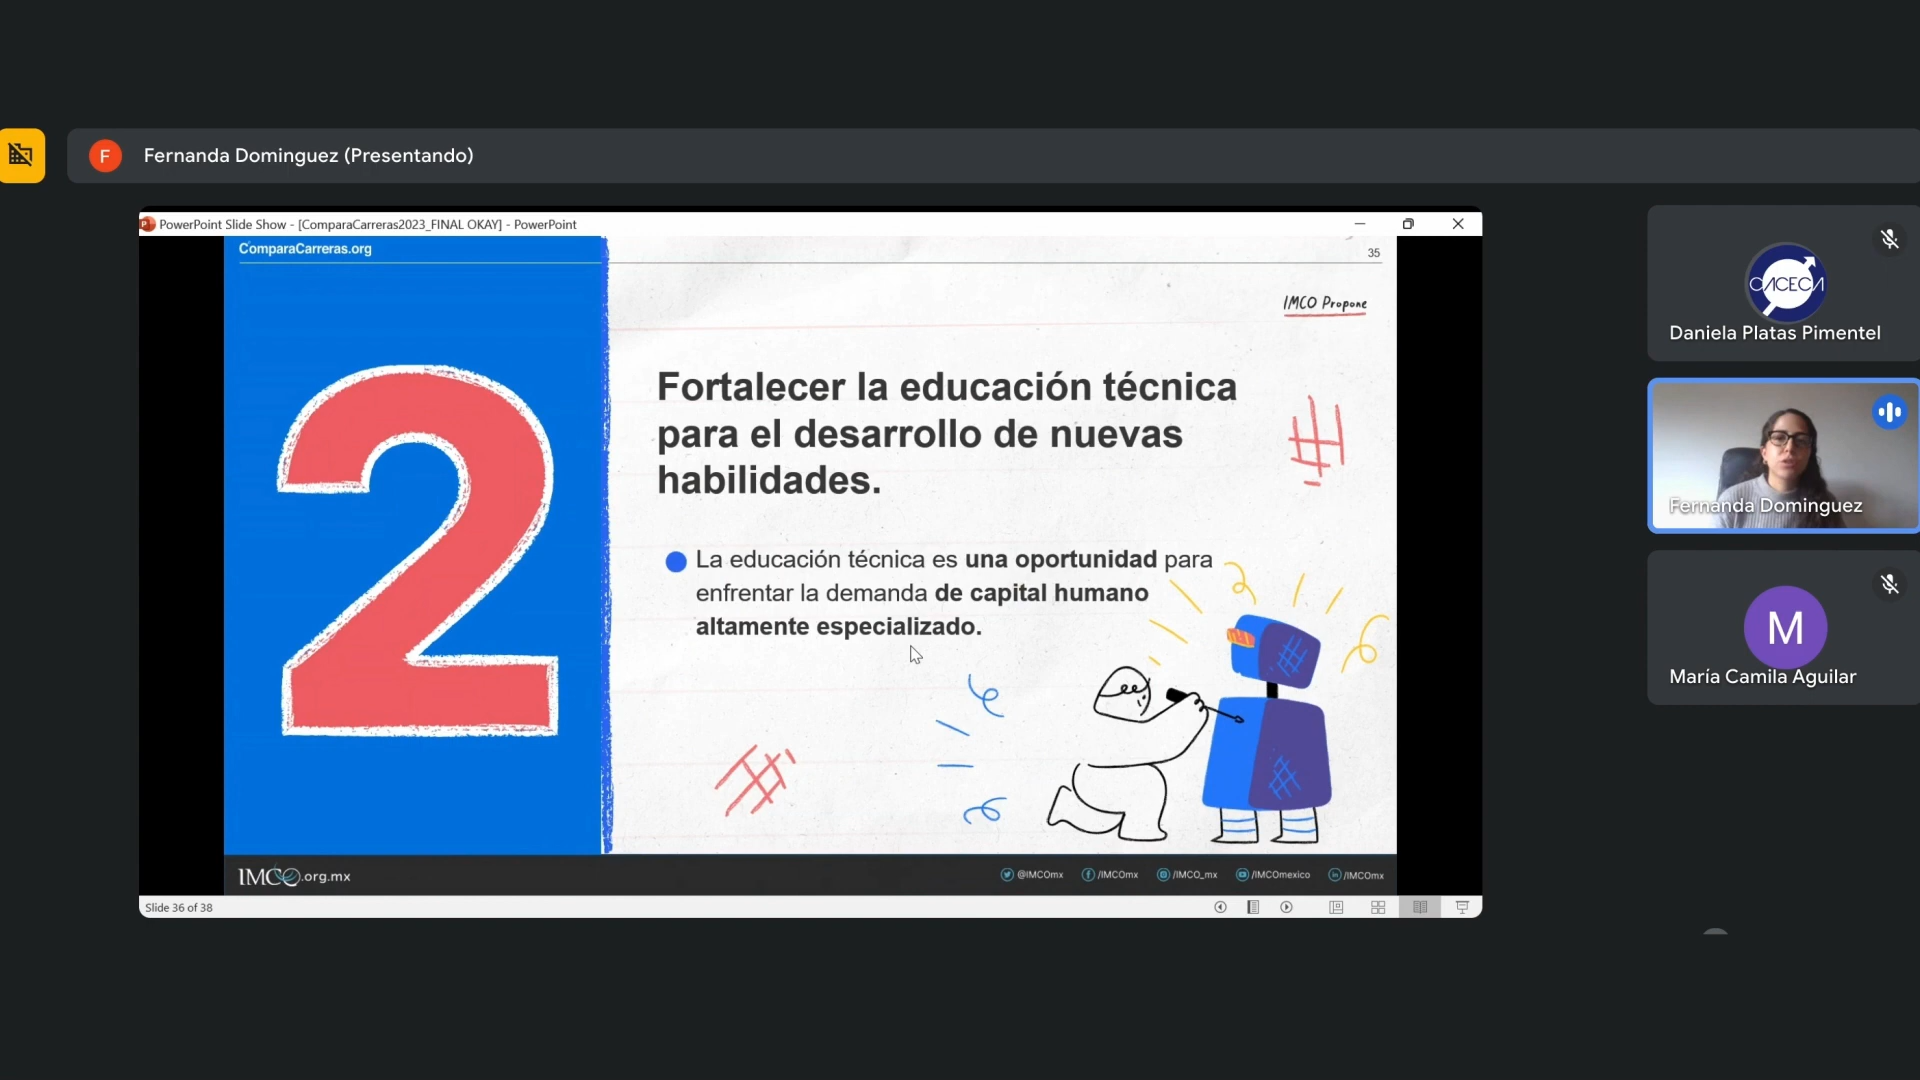 F
Fernanda Dominguez (Presentando)
PowerPoint Slide Show - [ComparaCarreras2023_FINAL OKAY] - PowerPoint
ComparaCarreras.org
35
IMCO Propone
2
Fortalecer la educación técnica
para el desarrollo de nuevas
habilidades.
La educación técnica es una oportunidad para
enfrentar la demanda de capital humano
altamente especializado.
IMCO.org.mx
@IMCOmx
/IMCOmx
/IMCO_mx
/IMCOmexico
/IMCOmx
Slide 36 of 38
CACECA
Daniela Platas Pimentel
Fernanda Dominguez
M
María Camila Aguilar